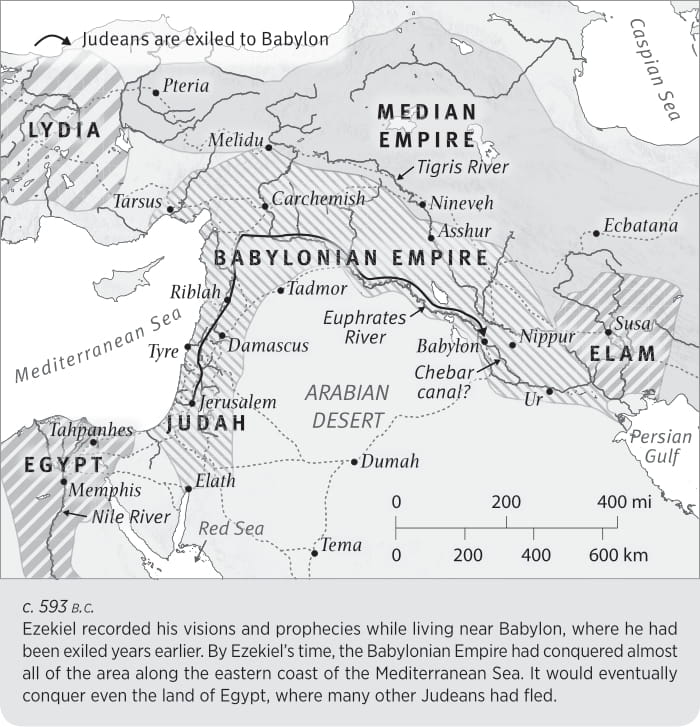 Judeans are exiled to Babylon
Caspian Sea
Pteria
LYDIA
MEDIAN
EMPIRE
Melidu
Tigris River
Tarsus
Carchemish
Nineveh
Asshur
Ecbatana
BABYLONIAN EMPIRE
Riblah
Tadmor
Mediterranean Sea
Euphrates
River
Tyre
Damascus
Babylon
Nippur
Susa
ELAM
Chebar
canal?
Jerusalem
JUDAH
ARABIAN
DESERT
Ur
Tahpanhes
EGYPT
Persian
Gulf
Memphis
Elath
Dumah
Nile River
Red Sea
Tema
0 200 400 mi
0 200 400 600 km
c. 593 B.C.
Ezekiel recorded his visions and prophecies while living near Babylon, where he had
been exiled years earlier. By Ezekiel’s time, the Babylonian Empire had conquered almost
all of the area along the eastern coast of the Mediterranean Sea. It would eventually
conquer even the land of Egypt, where many other Judeans had fled.